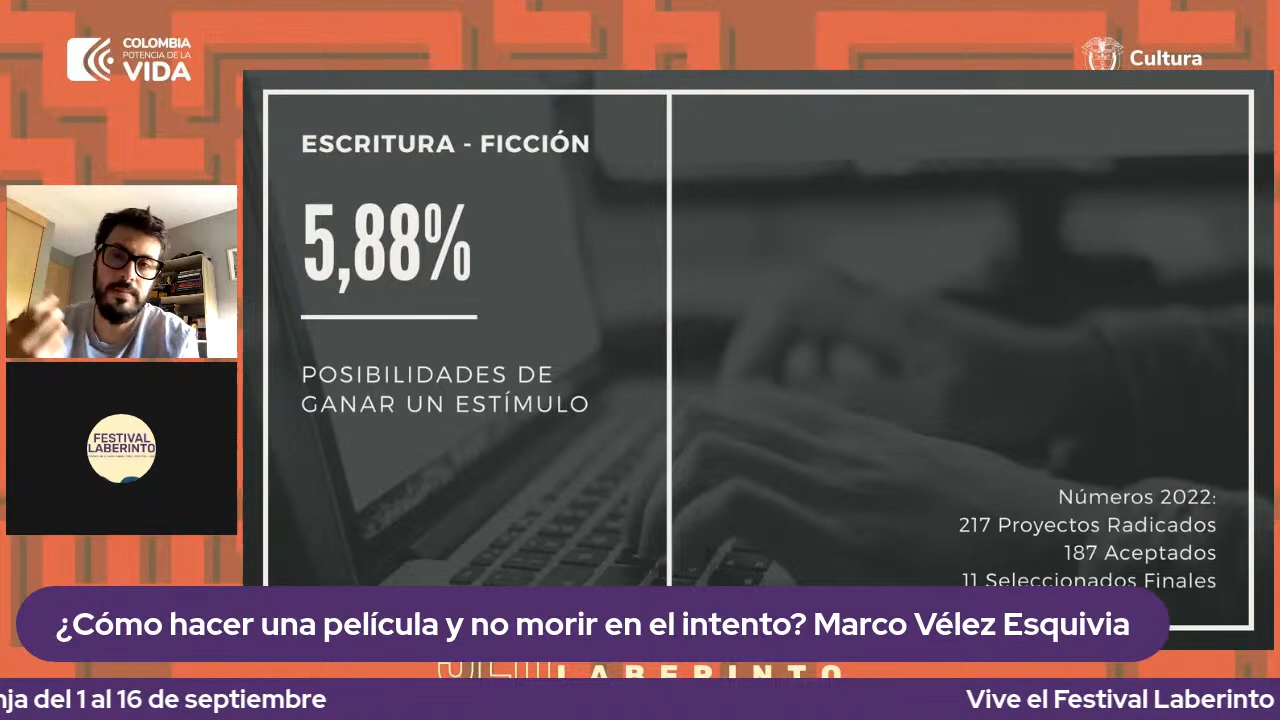 COLOMBIA
POTENCIA DE LA
VIDA
Cultura
ESCRITURA - FICCIÓN
5,88%
POSIBILIDADES DE
GANAR UN ESTÍMULO
FESTIVAL
LABERINTO
Números 2022:
217 Proyectos Radicados
187 Aceptados
11 Seleccionados Finales
¿Cómo hacer una película y no morir en el intento? Marco Vélez Esquivia
LABERINTO
del 1 al 16 de septiembre
Vive el Festival Laberinto